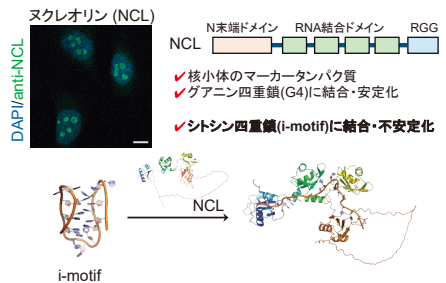 ヌクレオリン (NCL)
DAPI/anti-NCL
N末端ドメイン
RNA結合ドメイン
RGG
NCL
✔核小体のマーカータンパク質
✔グアニン四重鎖(G4)に結合・安定化
✔シトシン四重鎖(i-motif)に結合・不安定化
NCL
i-motif